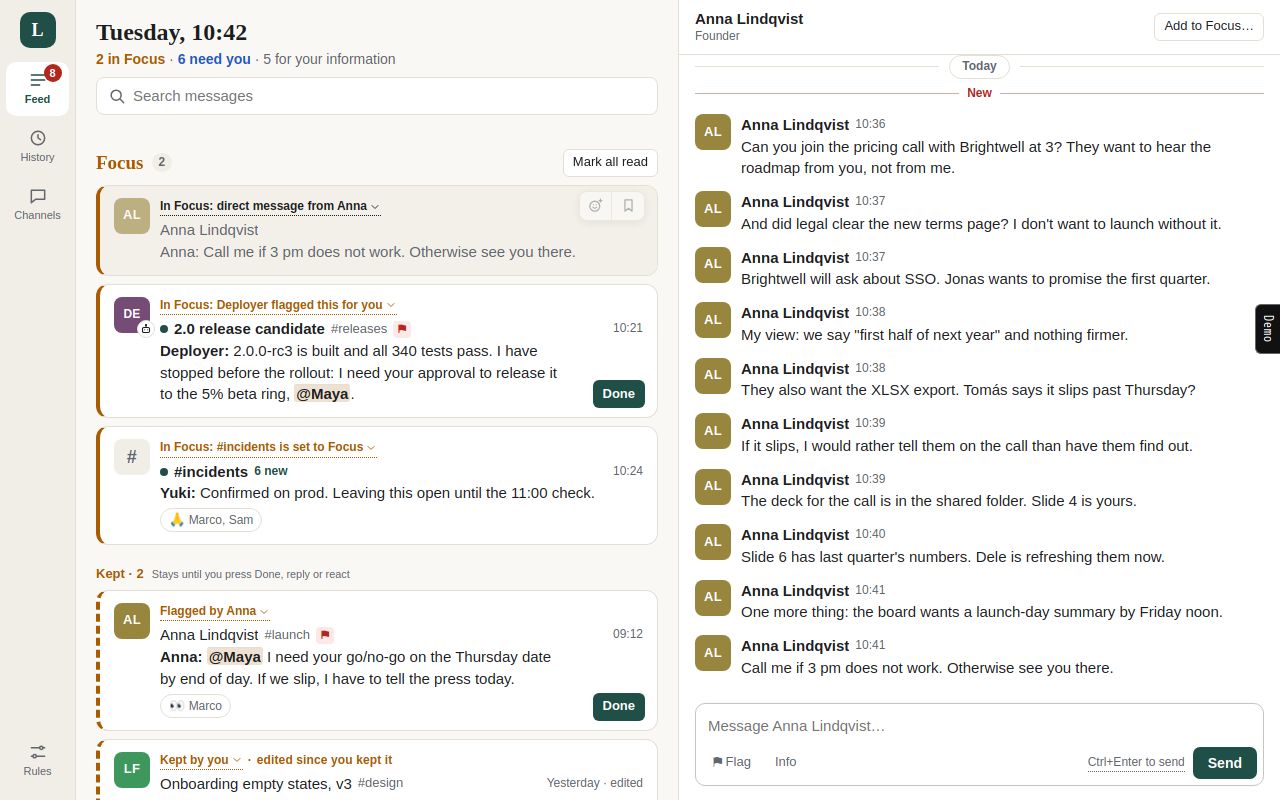 L
Feed
8
History
Channels
Rules
Tuesday, 10:42
2 in Focus · 6 need you · 5 for your information
Search messages
Focus 2
Mark all read
AL
In Focus: direct message from Anna
Anna Lindqvist
Anna: Call me if 3 pm does not work. Otherwise see you there.
DE
In Focus: Deployer flagged this for you
2.0 release candidate #releases 10:21
Deployer: 2.0.0-rc3 is built and all 340 tests pass. I have
stopped before the rollout: I need your approval to release it
to the 5% beta ring, @Maya.
Done
#
In Focus: #incidents is set to Focus
#incidents 6 new 10:24
Yuki: Confirmed on prod. Leaving this open until the 11:00 check.
🙏 Marco, Sam
Kept · 2 Stays until you press Done, reply or react
AL
Flagged by Anna
Anna Lindqvist #launch 09:12
Anna: @Maya I need your go/no-go on the Thursday date
by end of day. If we slip, I have to tell the press today.
👀 Marco
Done
LF
Kept by you · edited since you kept it
Onboarding empty states, v3 #design Yesterday · edited
Anna Lindqvist
Founder
Add to Focus…
Today
New
AL
Anna Lindqvist 10:36
Can you join the pricing call with Brightwell at 3? They want to hear the
roadmap from you, not from me.
AL
Anna Lindqvist 10:37
And did legal clear the new terms page? I don't want to launch without it.
AL
Anna Lindqvist 10:37
Brightwell will ask about SSO. Jonas wants to promise the first quarter.
AL
Anna Lindqvist 10:38
My view: we say "first half of next year" and nothing firmer.
AL
Anna Lindqvist 10:38
They also want the XLSX export. Tomás says it slips past Thursday?
AL
Anna Lindqvist 10:39
If it slips, I would rather tell them on the call than have them find out.
AL
Anna Lindqvist 10:39
The deck for the call is in the shared folder. Slide 4 is yours.
AL
Anna Lindqvist 10:40
Slide 6 has last quarter's numbers. Dele is refreshing them now.
AL
Anna Lindqvist 10:41
One more thing: the board wants a launch-day summary by Friday noon.
AL
Anna Lindqvist 10:41
Call me if 3 pm does not work. Otherwise see you there.
Message Anna Lindqvist…
Flag
Info
Ctrl+Enter to send
Send
Demo